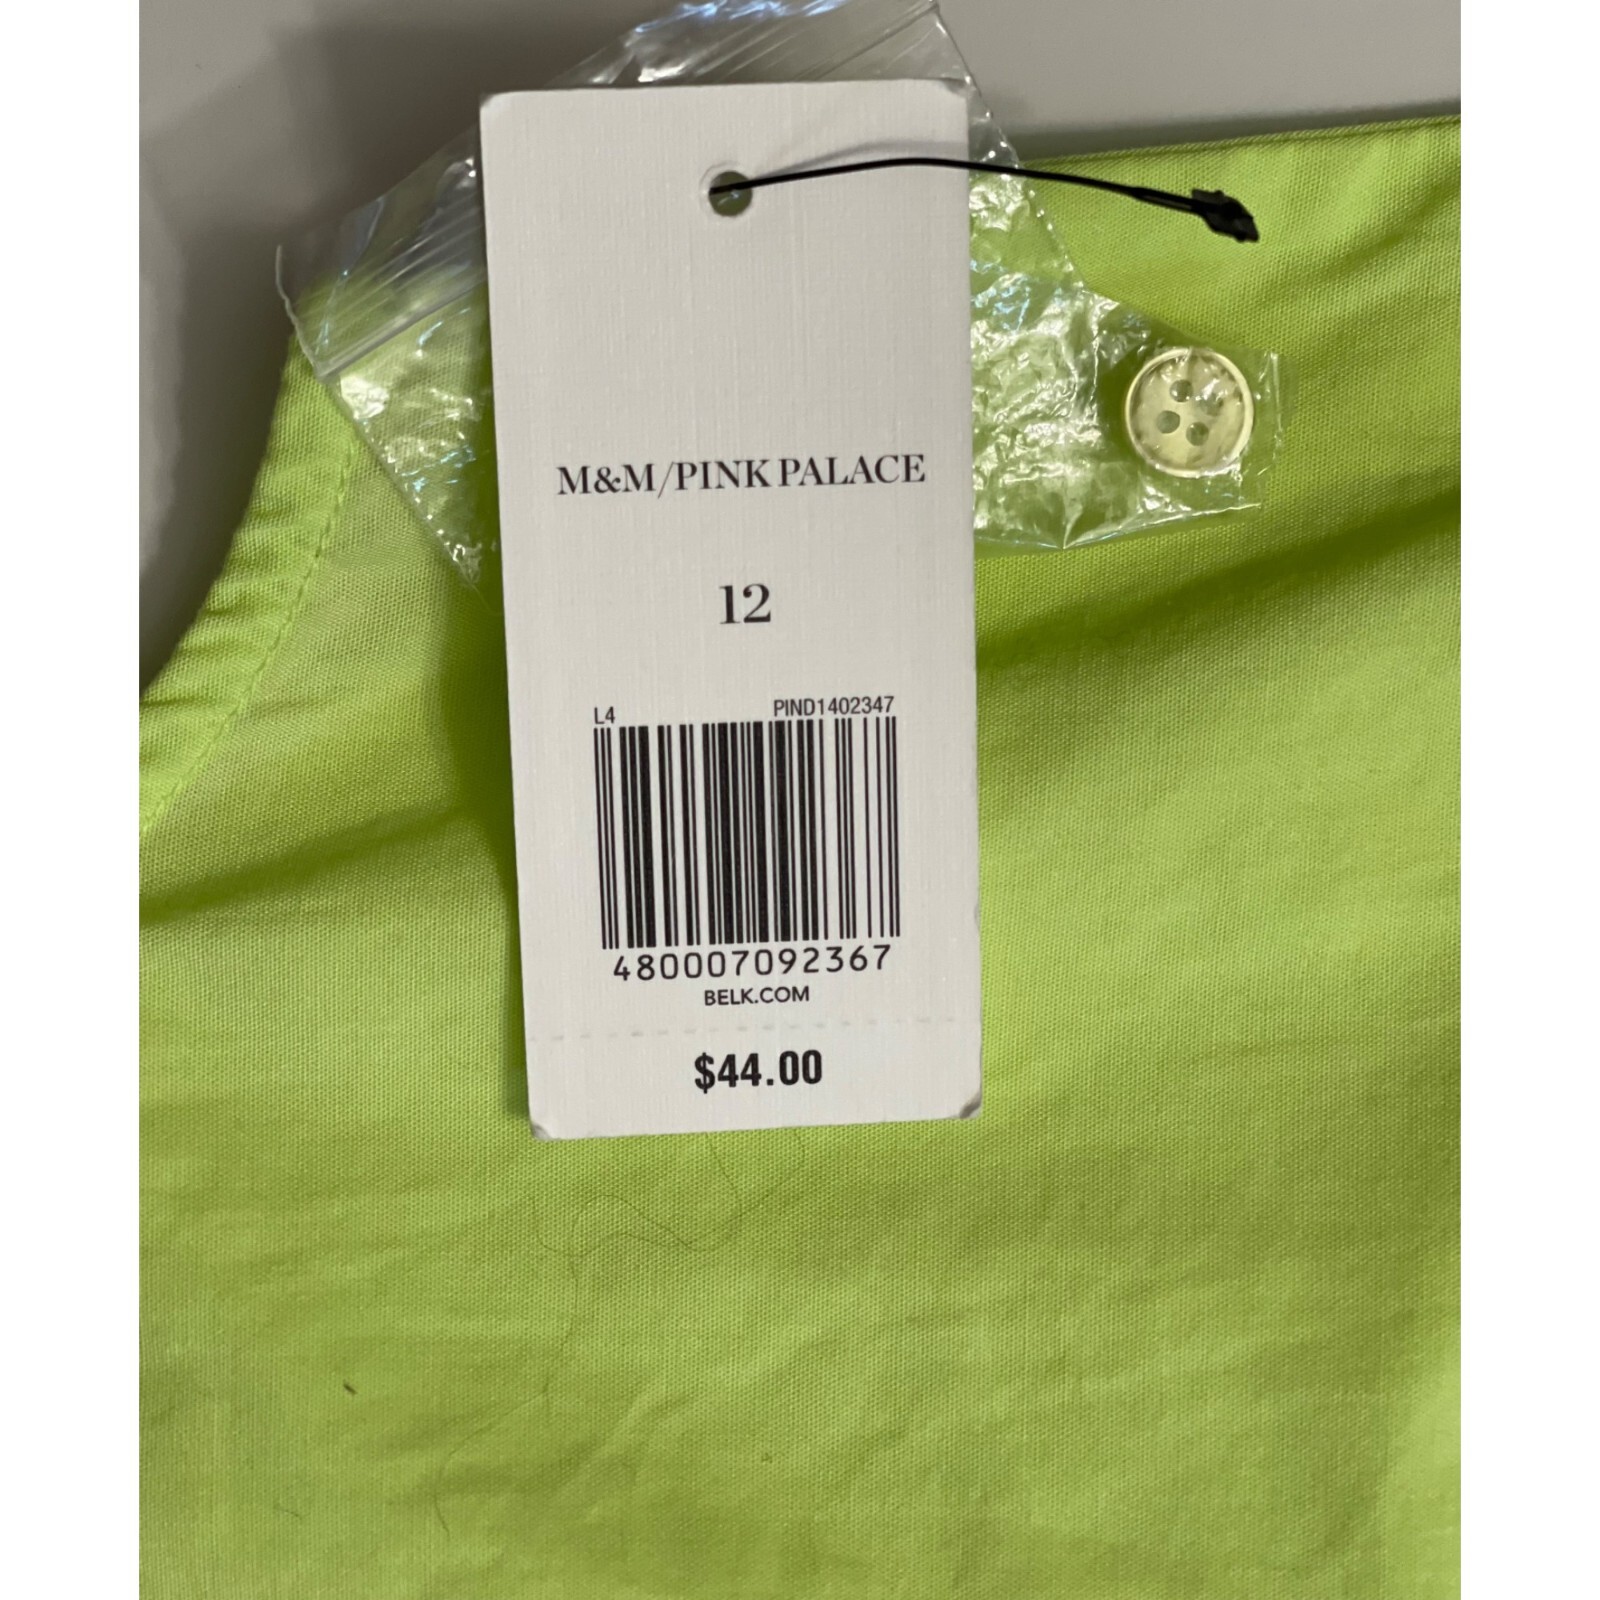 M&M/PINK PALACE
12
L4 PIND1402347
480007092367
BELK.COM
$44.00